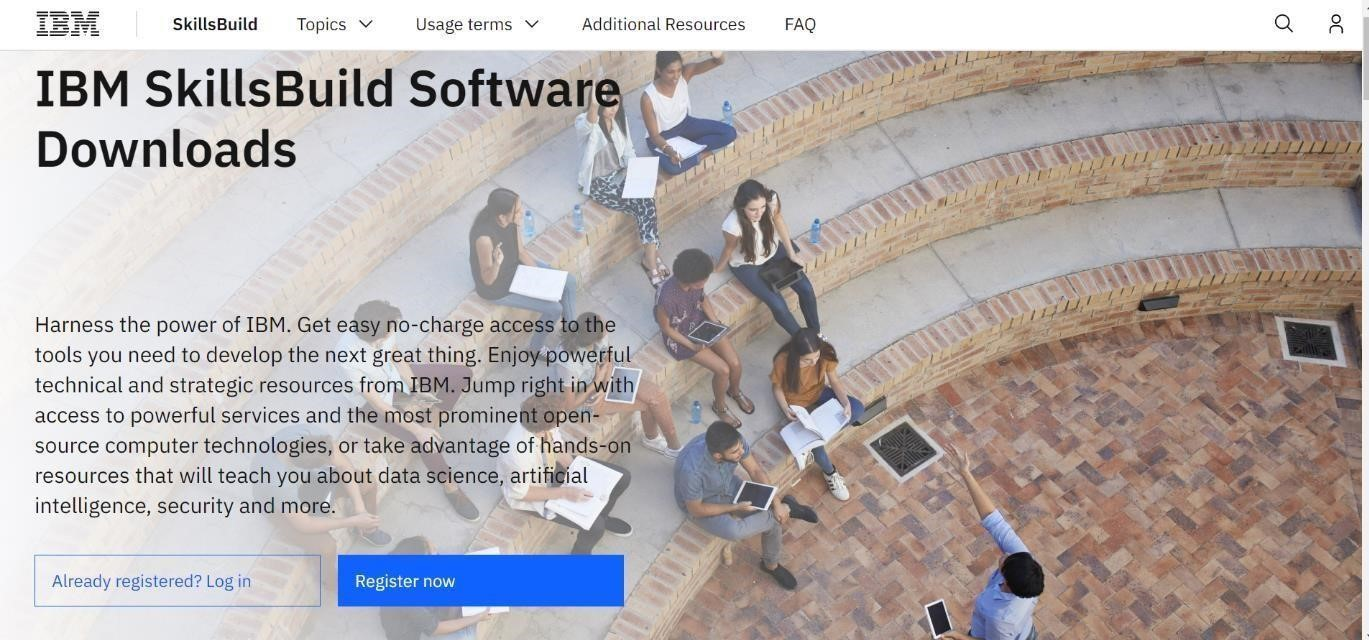 IBM
SkillsBuild
Topics
Usage terms
Additional Resources
FAQ
IBM SkillsBuild Software
Downloads
Harness the power of IBM. Get easy no-charge access to the
tools you need to develop the next great thing. Enjoy powerful
technical and strategic resources from IBM. Jump right in with
access to powerful services and the most prominent open-
source computer technologies, or take advantage of hands-on
resources that will teach you about data science, artificial
intelligence, security and more.
Already registered? Log in
Register now